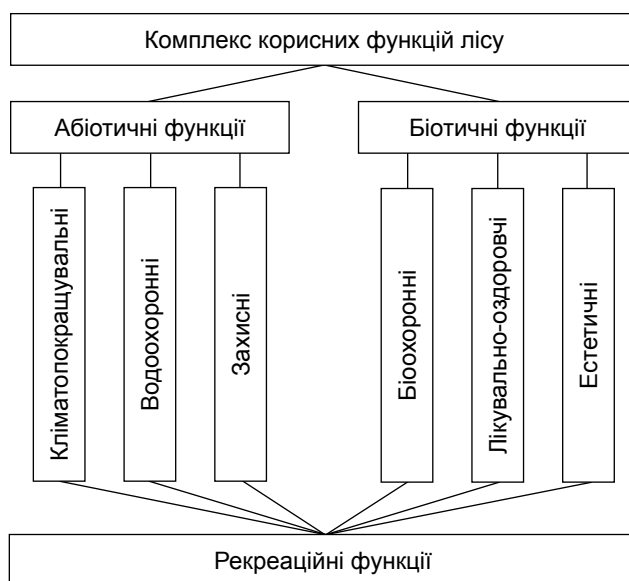 Комплекс корисних функцій лісу
Абіотичні функції
Біотичні функції
Кліматопокращувальні
Водоохоронні
Захисні
Біоохоронні
Лікувально-оздоровчі
Естетичні
Рекреаційні функції